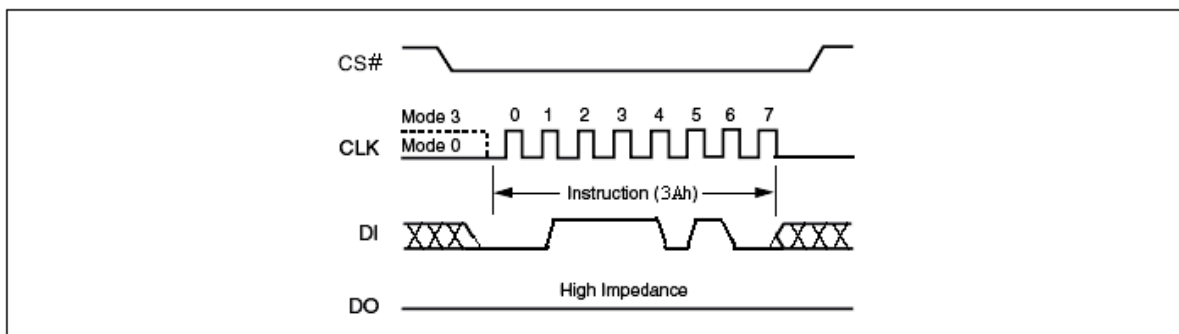 CS#
Mode 3
0 1 2 3 4 5 6 7
CLK
Mode 0
Instruction (3Ah)
DI
High Impedance
DO